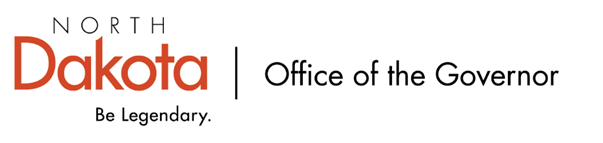 NORTH
Dakota
Be Legendary.
Office of the Governor